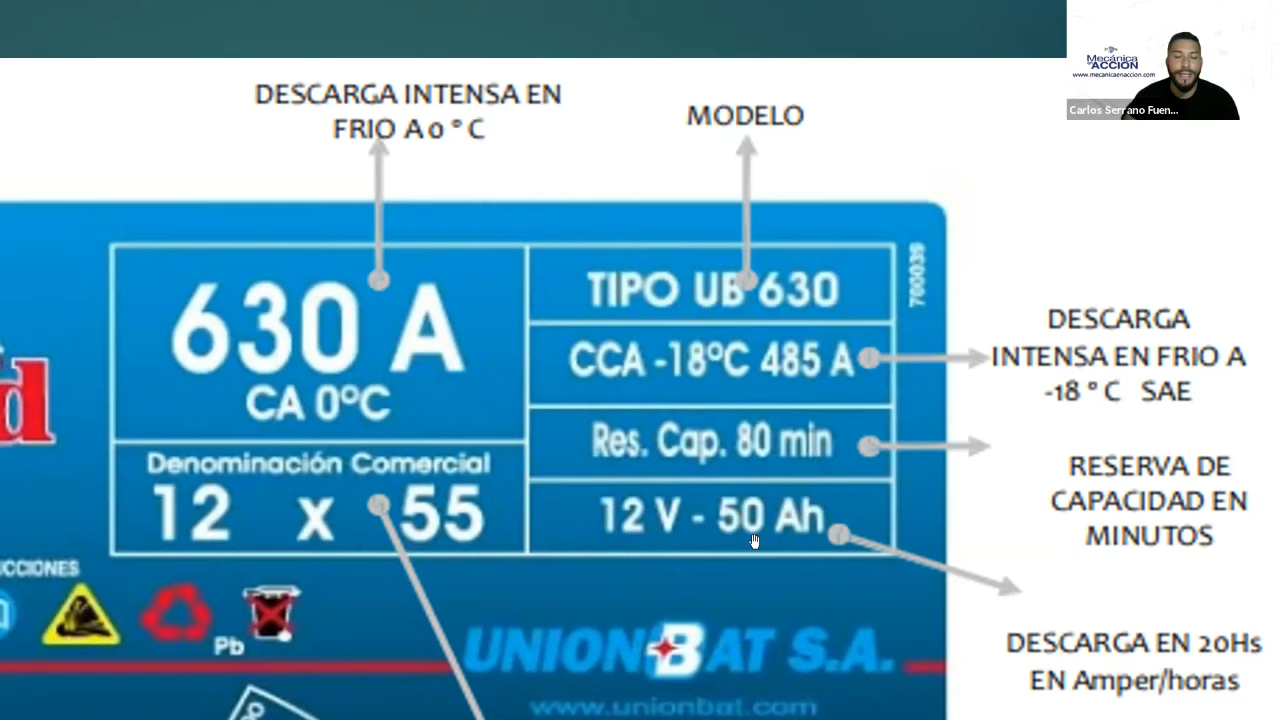 Mecánica
en ACCIÓN
www.mecanicaenaccion.com
Carlos Serrano Fuen...
DESCARGA INTENSA EN
FRIO A 0 ° C
MODELO
630 A
CA 0ºC
Denominación Comercial
12 x 55
TIPO UB 630
CCA -18ºC 485 A
Res. Cap. 80 min
12 V - 50 Ah
700039
DESCARGA
INTENSA EN FRIO A
-18 ° C SAE
RESERVA DE
CAPACIDAD EN
MINUTOS
DESCARGA EN 20Hs
EN Amper/horas
d
UCCIONES
Pb
UNIONBAT S.A.
www.unionbat.com